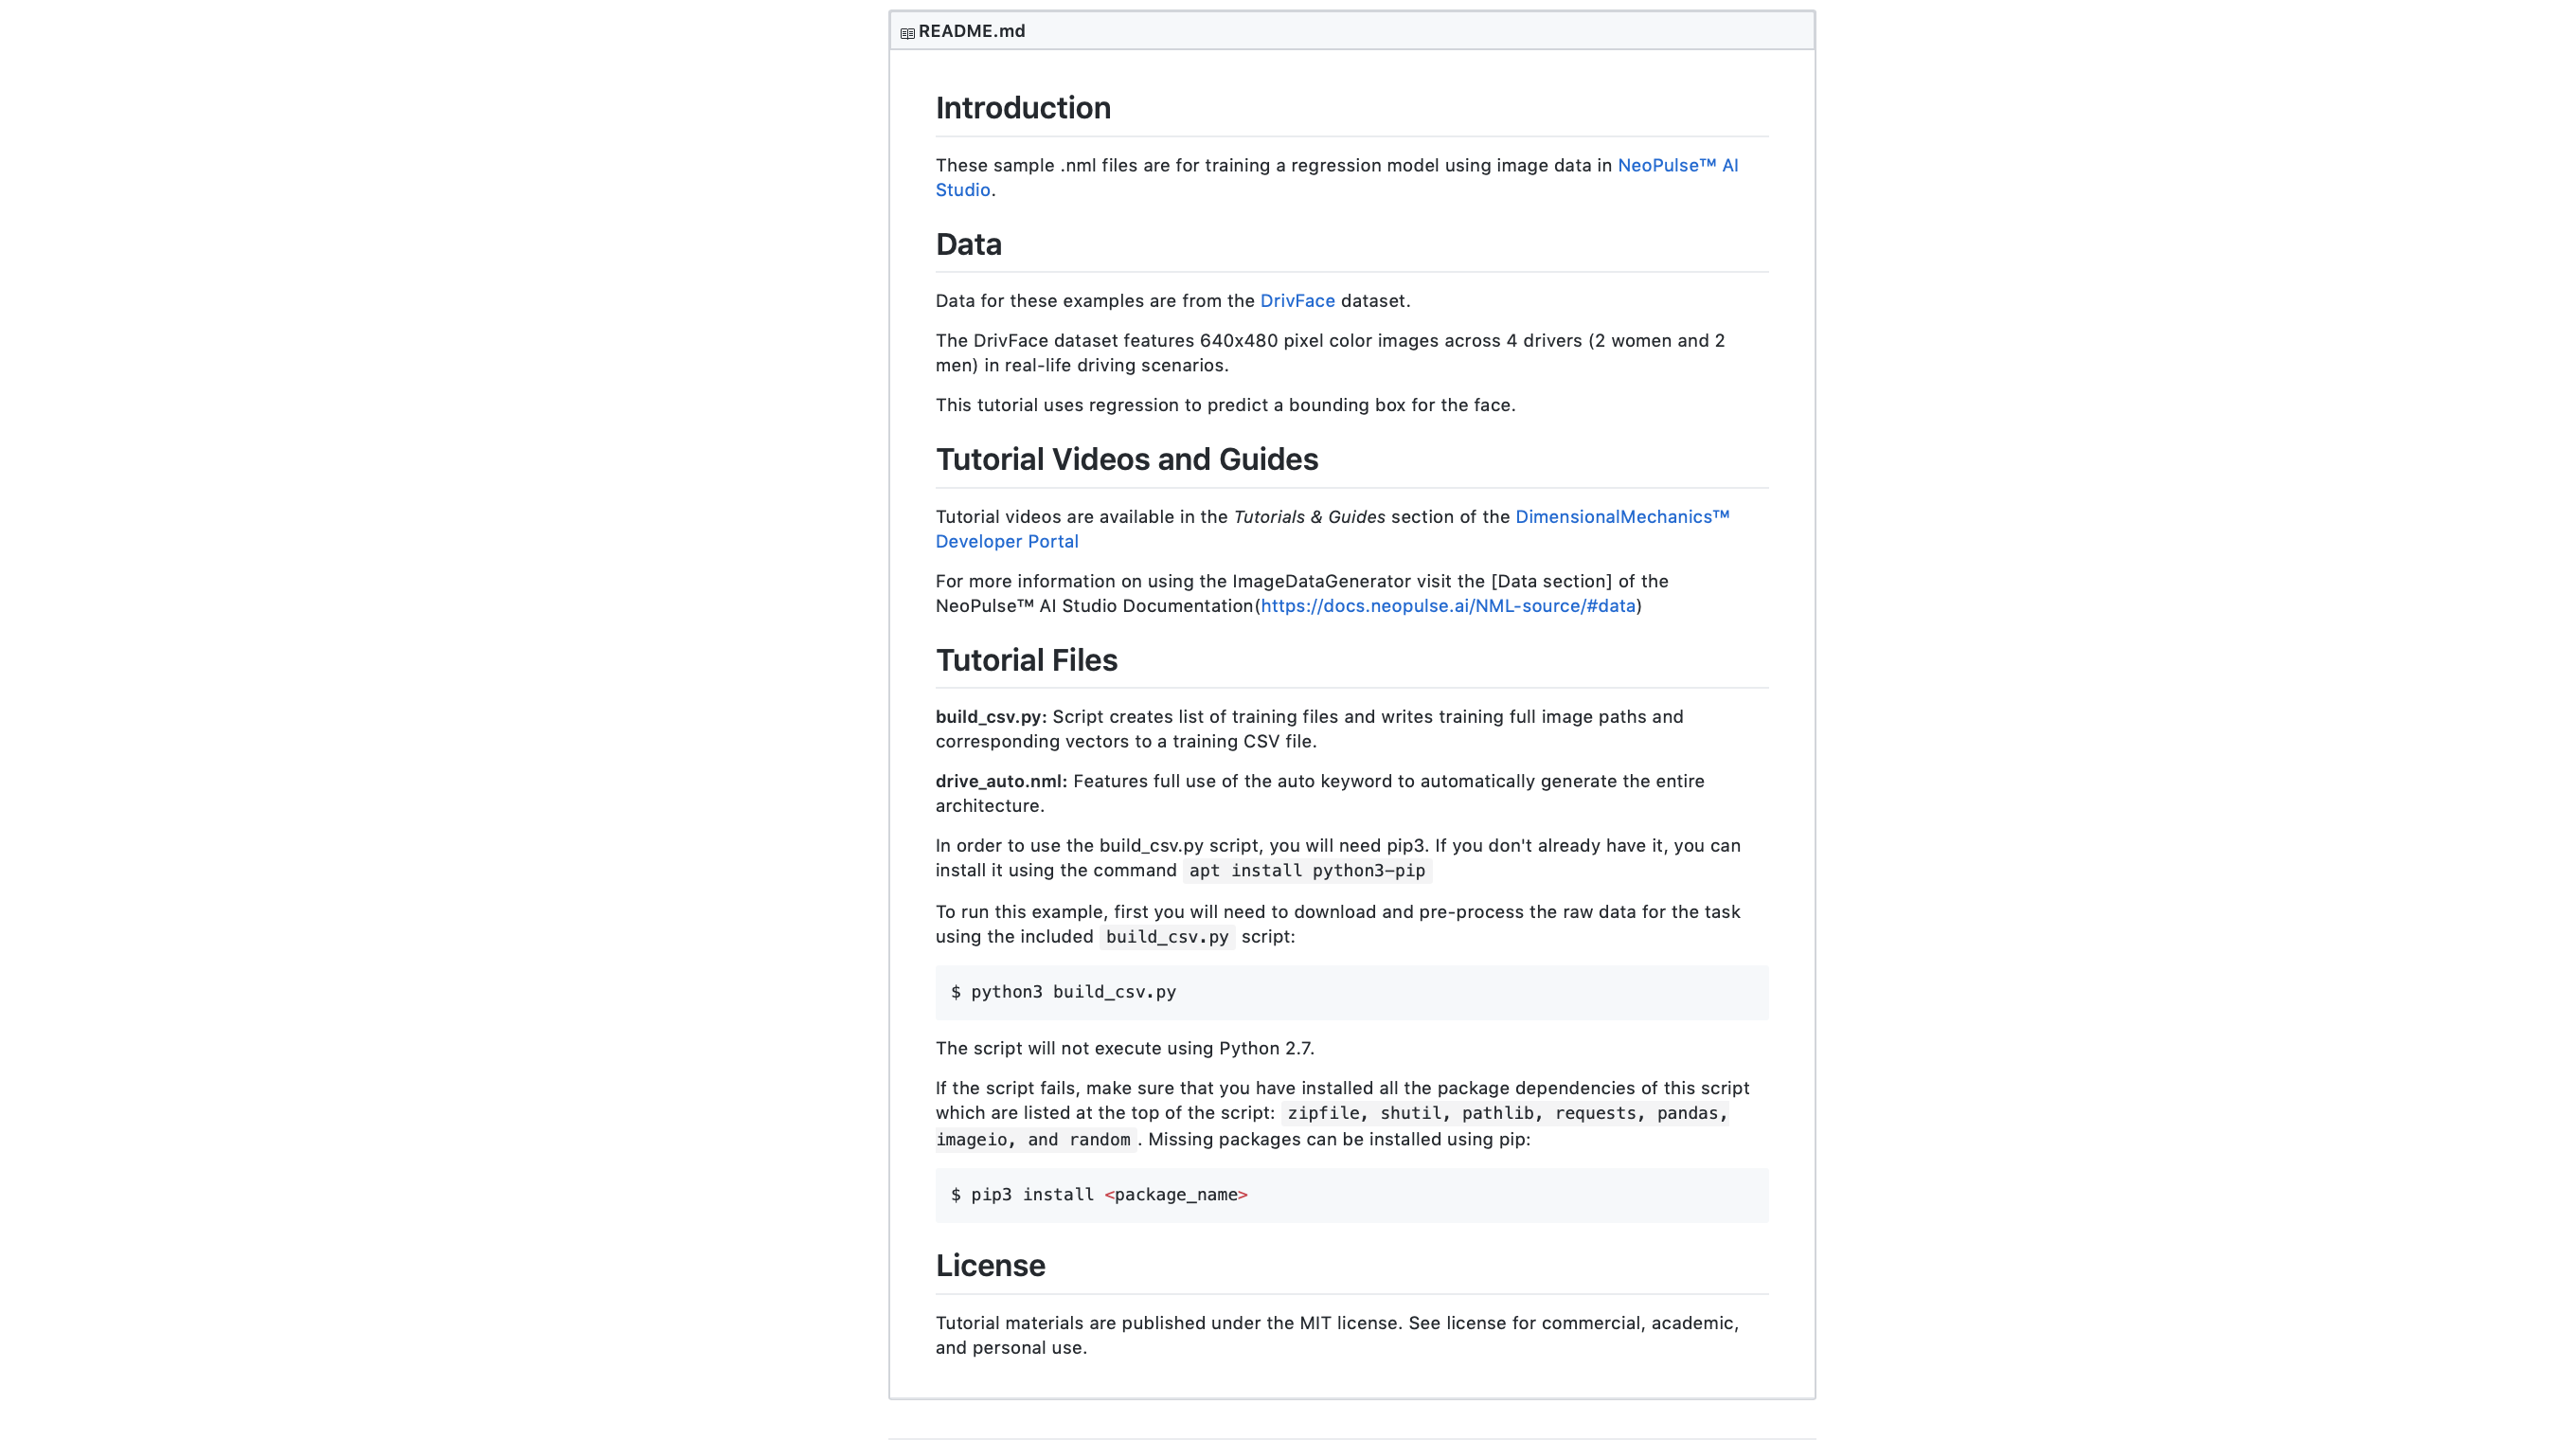 README.md
Introduction
These sample .nml files are for training a regression model using image data in NeoPulse™ AI
Studio.
Data
Data for these examples are from the DrivFace dataset.
The DrivFace dataset features 640x480 pixel color images across 4 drivers (2 women and 2
men) in real-life driving scenarios.
This tutorial uses regression to predict a bounding box for the face.
Tutorial Videos and Guides
Tutorial videos are available in the Tutorials & Guides section of the DimensionalMechanics™
Developer Portal
For more information on using the ImageDataGenerator visit the [Data section] of the
NeoPulse™ AI Studio Documentation(https://docs.neopulse.ai/NML-source/#data)
Tutorial Files
build_csv.py: Script creates list of training files and writes training full image paths and
corresponding vectors to a training CSV file.
drive_auto.nml: Features full use of the auto keyword to automatically generate the entire
architecture.
In order to use the build_csv.py script, you will need pip3. If you don't already have it, you can
install it using the command apt install python3-pip
To run this example, first you will need to download and pre-process the raw data for the task
using the included build_csv.py script:
$ python3 build_csv.py
The script will not execute using Python 2.7.
If the script fails, make sure that you have installed all the package dependencies of this script
which are listed at the top of the script: zipfile, shutil, pathlib, requests, pandas,
imageio, and random . Missing packages can be installed using pip:
$ pip3 install <package_name>
License
Tutorial materials are published under the MIT license. See license for commercial, academic,
and personal use.